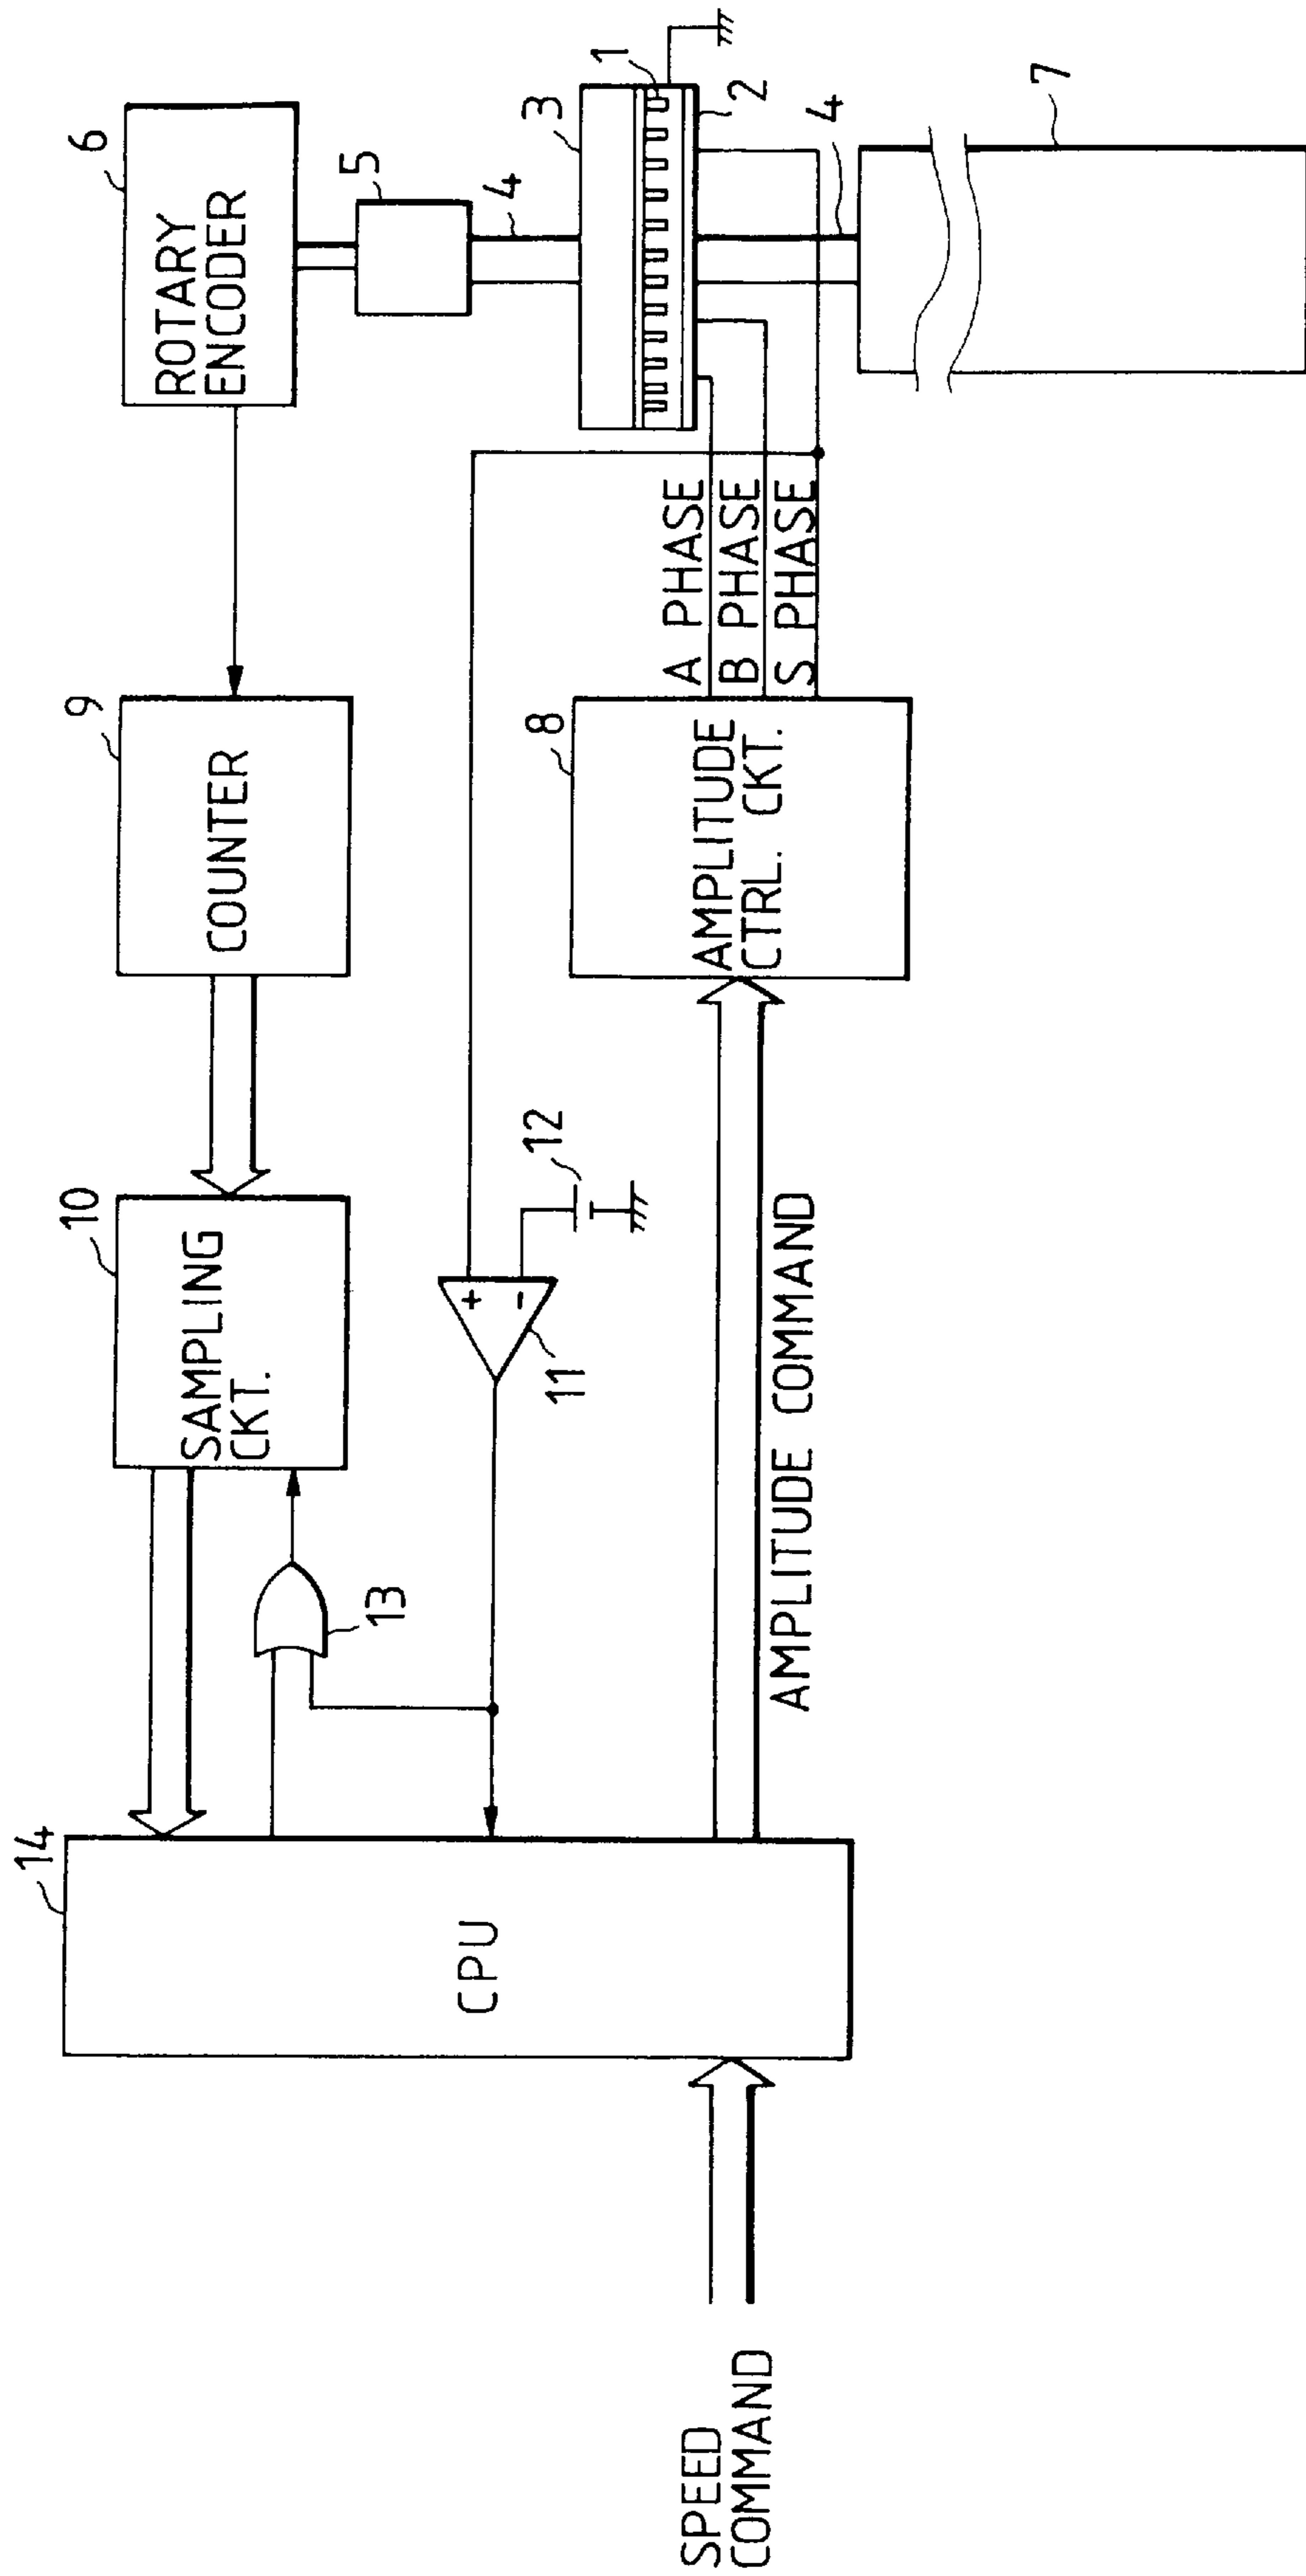 14
10
9
6
ROTARY
ENCODER
COUNTER
SAMPLING
CKT.
5
4
13
CPU
+
-
11
12
8
3
1
2
A PHASE
B PHASE
S PHASE
AMPLITUDE
CTRL. CKT.
4
7
AMPLITUDE COMMAND
SPEED
COMMAND